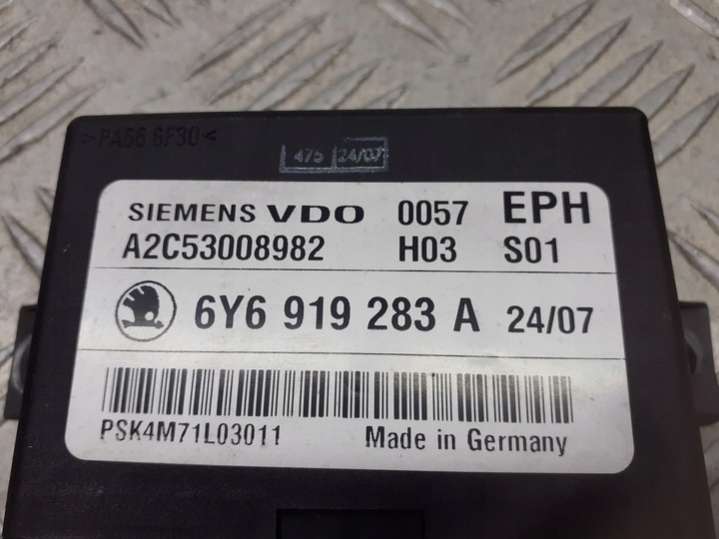 >PA66 GF30<
475 24/07
SIEMENS VDO 0057 EPH
A2C53008982 H03 S01
6Y6 919 283 A 24/07
PSK4M71L03011 Made in Germany